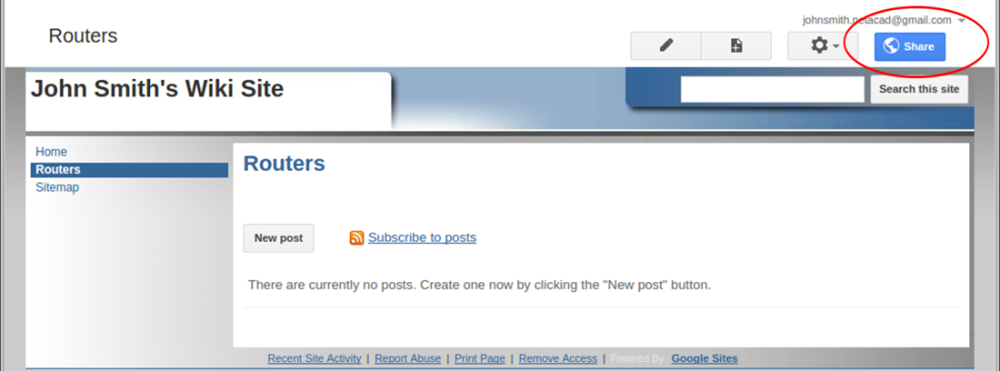 johnsmith.netacad@gmail.com
Routers
Share
John Smith's Wiki Site
Search this site
Home
Routers
Sitemap
Routers
New post
Subscribe to posts
There are currently no posts. Create one now by clicking the "New post" button.
Recent Site Activity | Report Abuse | Print Page | Remove Access | Powered By Google Sites